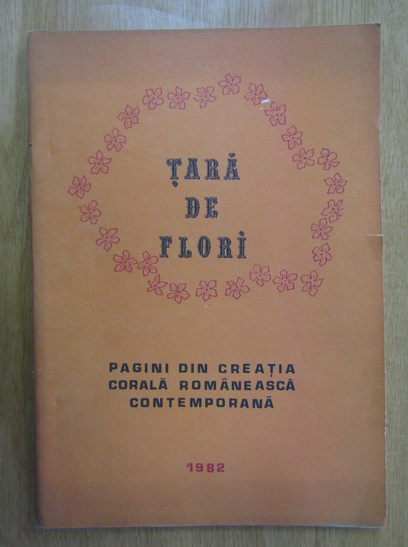 ȚARĂ
DE
FLORI
PAGINI DIN CREAȚIA
CORALĂ ROMÂNEASCĂ
CONTEMPORANĂ
1982